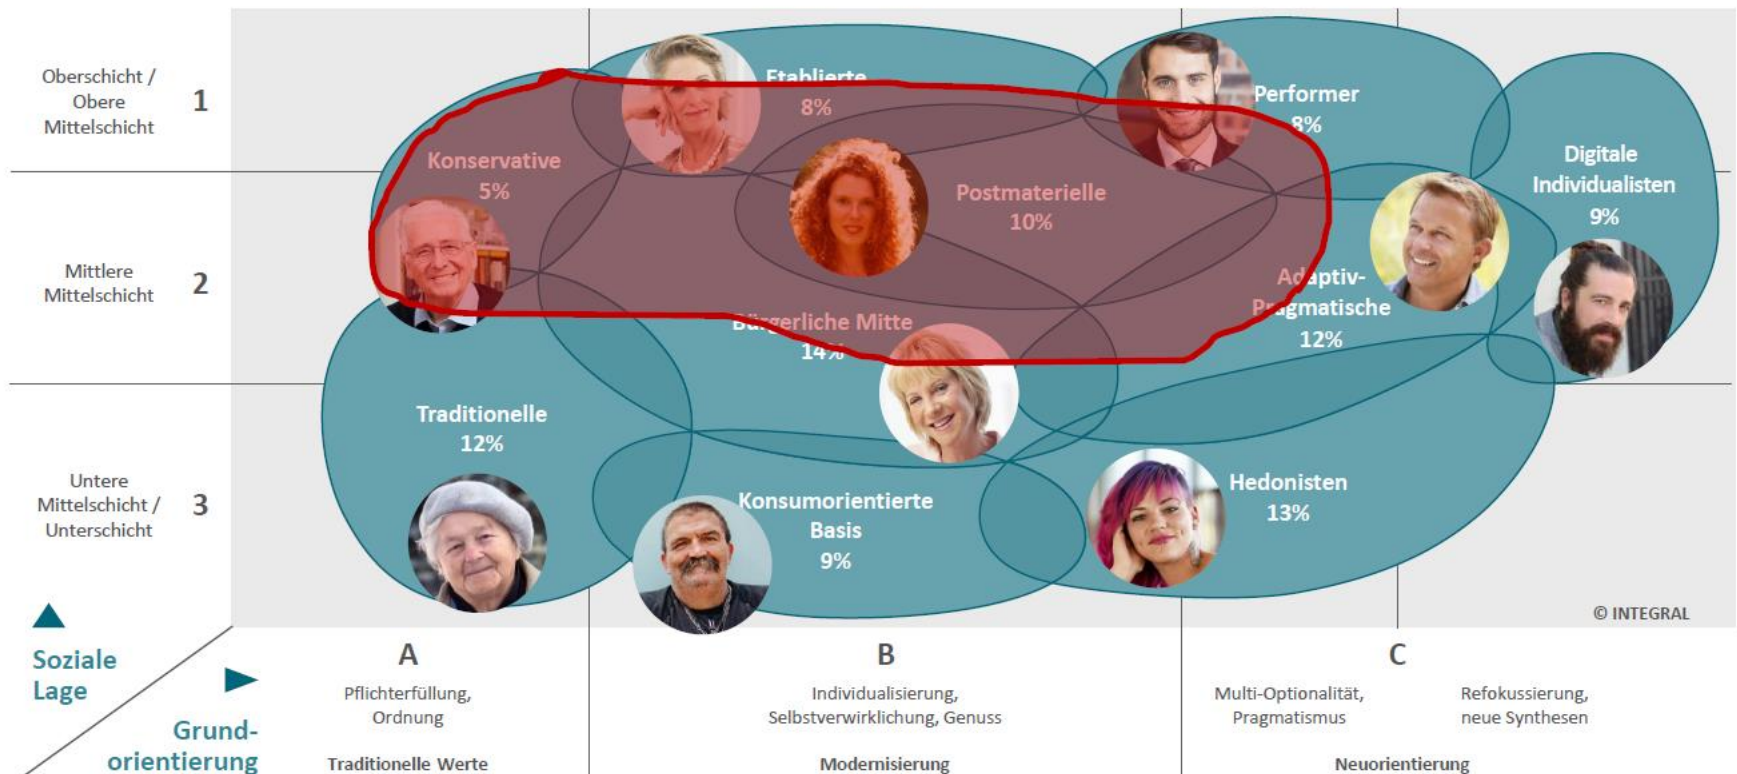 Oberschicht /
Obere
Mittelschicht
1
Etablierte
8%
Performer
8%
Konservative
5%
Digitale
Individualisten
9%
Postmaterielle
10%
Mittlere
Mittelschicht
2
Adaptiv-
Pragmatische
12%
Bürgerliche Mitte
14%
Traditionelle
12%
Untere
Mittelschicht /
Unterschicht
3
Hedonisten
13%
Konsumorientierte
Basis
9%
© INTEGRAL
Soziale
Lage
Grund-
orientierung
A
Pflichterfüllung,
Ordnung
Traditionelle Werte
B
Individualisierung,
Selbstverwirklichung, Genuss
Modernisierung
C
Multi-Optionalität,
Pragmatismus
Refokussierung,
neue Synthesen
Neuorientierung